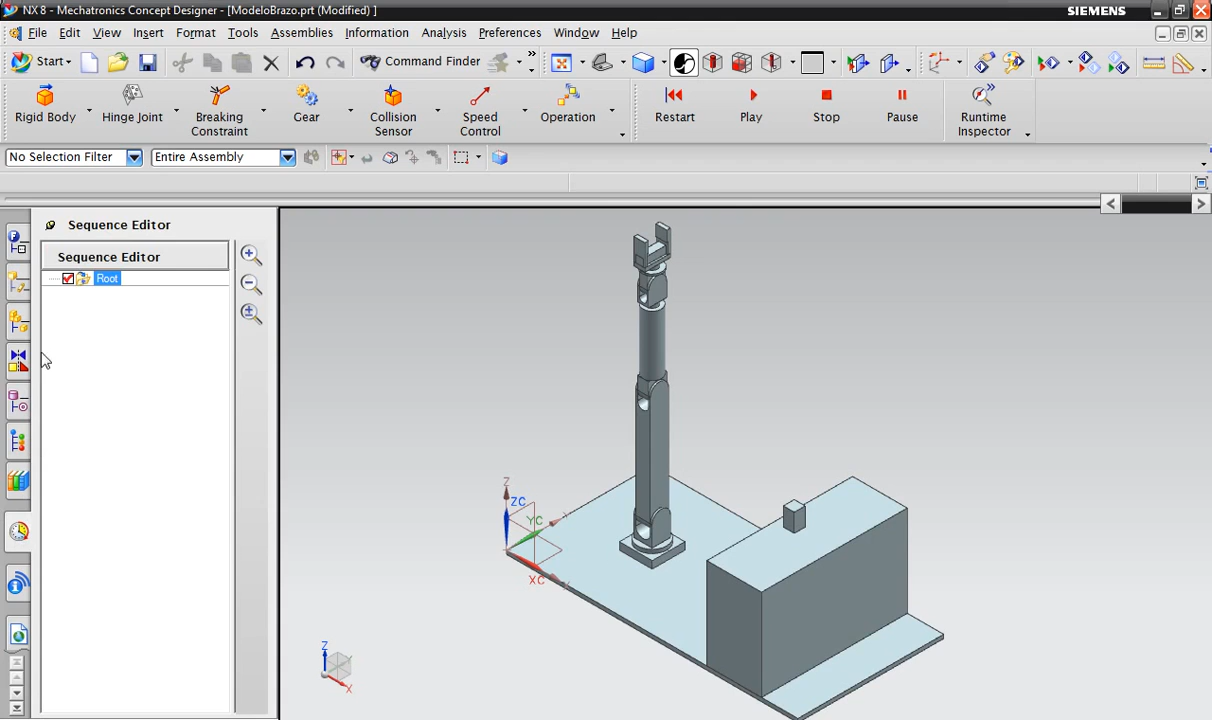 NX 8 - Mechatronics Concept Designer - [ModeloBrazo.prt (Modified) ]
SIEMENS
File Edit View Insert Format Tools Assemblies Information Analysis Preferences Window Help
Start Command Finder
Rigid Body Hinge Joint Breaking Constraint Gear Collision Sensor Speed Control Operation Restart Play Stop Pause Runtime Inspector
No Selection Filter Entire Assembly
Sequence Editor
Sequence Editor
Root
Z
ZC
YC
XC
Z
X